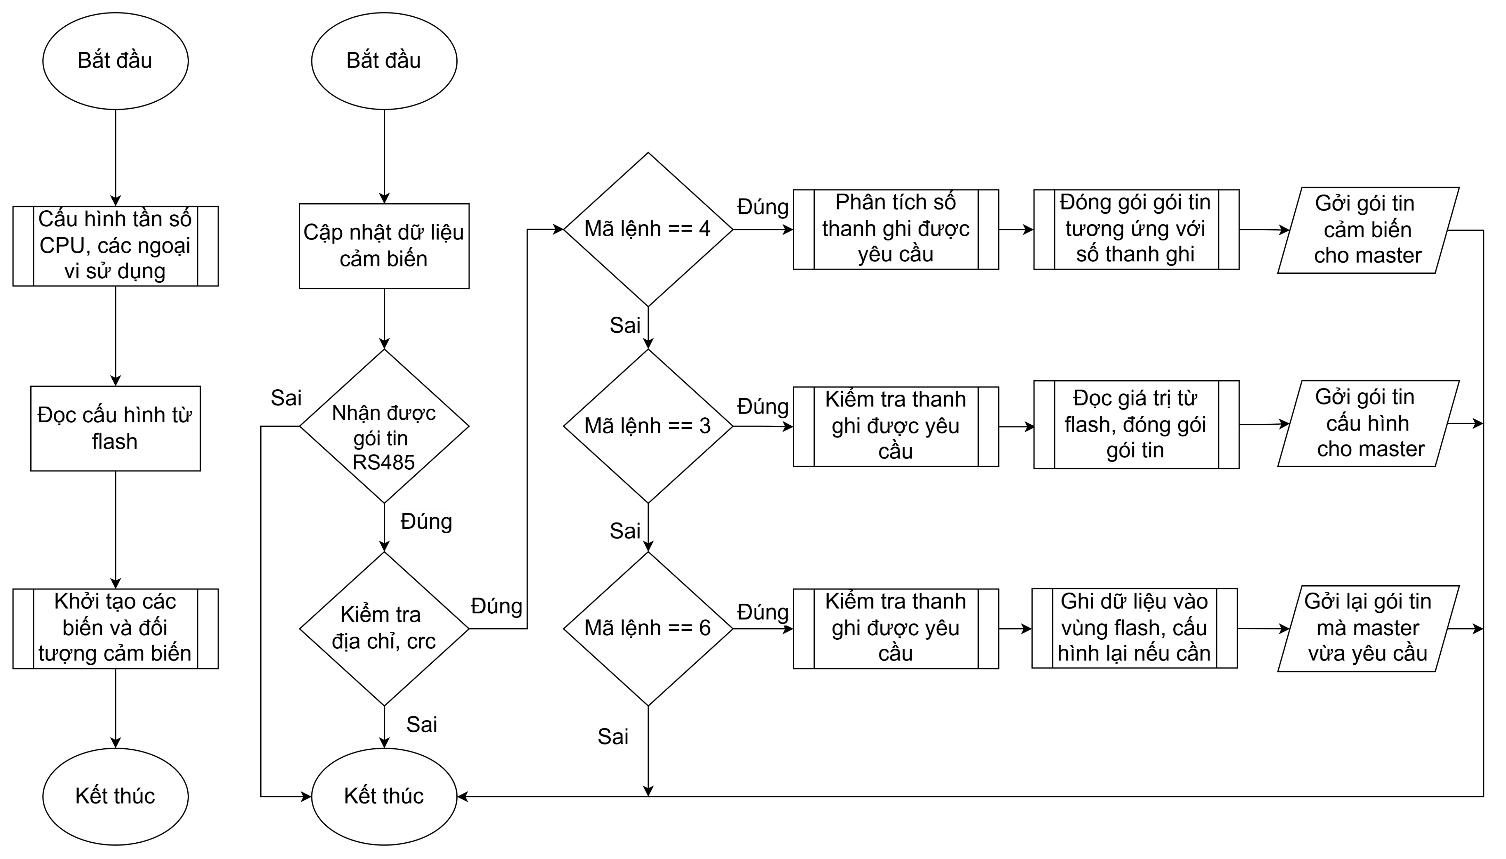 Bắt đầu
Cấu hình tần số
CPU, các ngoại
vi sử dụng
Đọc cấu hình từ
flash
Khởi tạo các
biến và đối
tượng cảm biến
Kết thúc
Bắt đầu
Cập nhật dữ liệu
cảm biến
Sai
Nhận được
gói tin
RS485
Đúng
Kiểm tra
địa chỉ, crc
Đúng
Sai
Kết thúc
Mã lệnh == 4
Đúng
Phân tích số
thanh ghi được
yêu cầu
Đóng gói gói tin
tương ứng với
số thanh ghi
Gởi gói tin
cảm biến
cho master
Sai
Mã lệnh == 3
Đúng
Kiểm tra thanh
ghi được yêu
cầu
Đọc giá trị từ
flash, đóng gói
gói tin
Gởi gói tin
cấu hình
cho master
Sai
Mã lệnh == 6
Đúng
Kiểm tra thanh
ghi được yêu
cầu
Ghi dữ liệu vào
vùng flash, cấu
hình lại nếu cần
Gởi lại gói tin
mà master
vừa yêu cầu
Sai